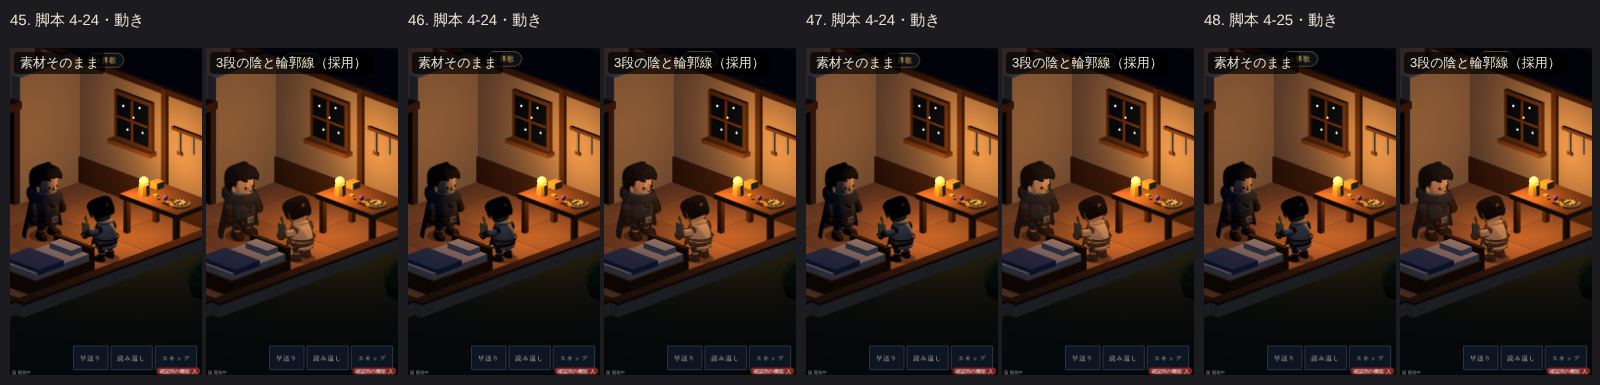 45. 脚本 4-24・動き
46. 脚本 4-24・動き
47. 脚本 4-24・動き
48. 脚本 4-25・動き
素材そのまま
3段の陰と輪郭線（採用）
素材そのまま
3段の陰と輪郭線（採用）
素材そのまま
3段の陰と輪郭線（採用）
素材そのまま
3段の陰と輪郭線（採用）
早送り 読み返し スキップ
早送り 読み返し スキップ
早送り 読み返し スキップ
早送り 読み返し スキップ
早送り 読み返し スキップ
早送り 読み返し スキップ
早送り 読み返し スキップ
早送り 読み返し スキップ